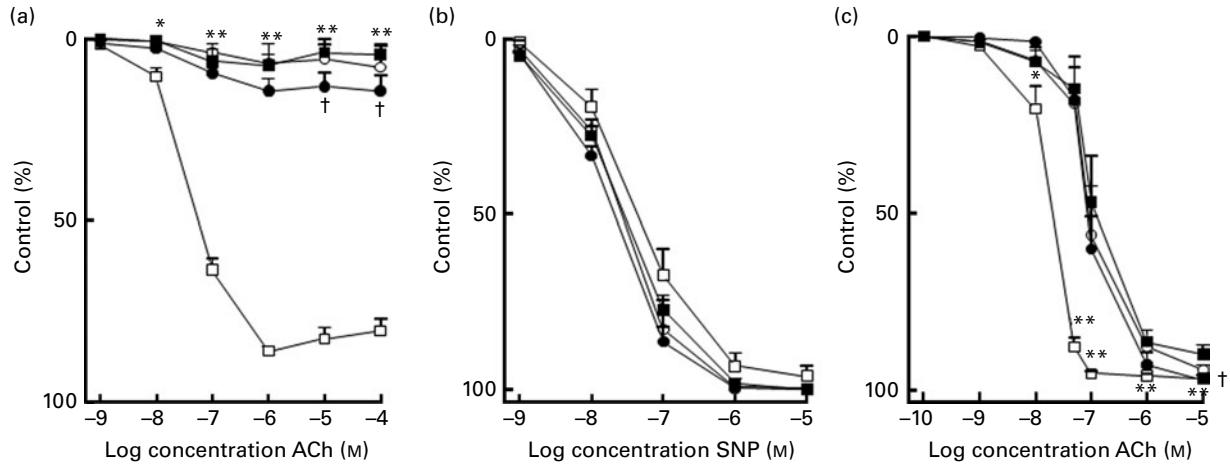 (a)
0
50
100
Control (%)
* ** ** ** **
† †
–9 –8 –7 –6 –5 –4
Log concentration ACh (M)
(b)
0
50
100
Control (%)
–9 –8 –7 –6 –5
Log concentration SNP (M)
(c)
0
50
100
Control (%)
*
**
**
†
** **
–10 –9 –8 –7 –6 –5
Log concentration ACh (M)